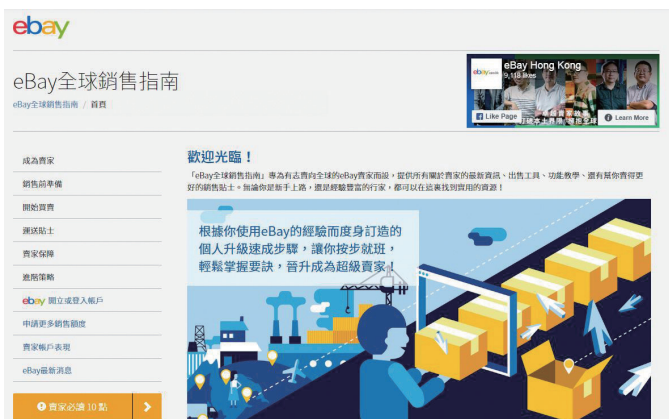 ebay
eBay全球銷售指南
eBay全球銷售指南 / 首頁
eBay Hong Kong
9,118 likes
Like Page
Learn More
成為賣家
銷售前準備
開始買賣
運送貼士
賣家保障
進階策略
ebay 開立或登入帳戶
申請更多銷售額度
賣家帳戶表現
eBay最新消息
賣家必讀 10 點
歡迎光臨！
「eBay全球銷售指南」專為有志賣向全球的eBay賣家而設，提供所有關於賣家的最新資訊、出售工具、功能教學、還有幫你賣得更
好的銷售貼士。無論你是新手上路，還是經驗豐富的行家，都可以在這裏找到實用的資源！
根據你使用eBay的經驗而度身訂造的
個人升級速成步驟，讓你按步就班，
輕鬆掌握要訣，晉升成為超級賣家！